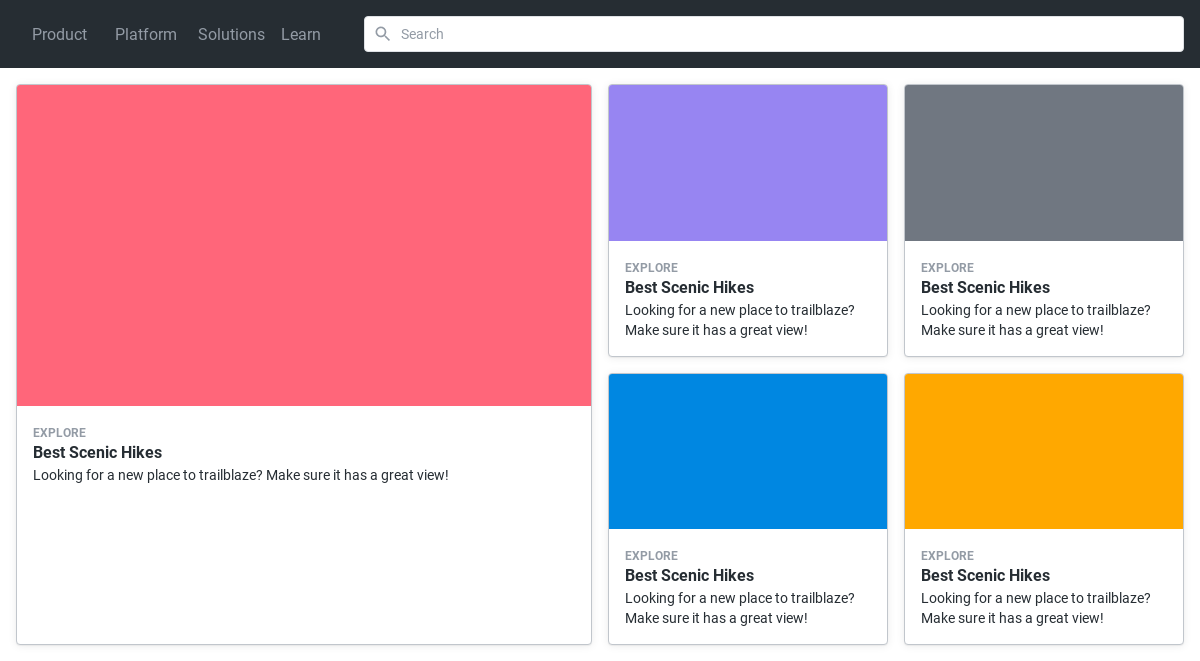 Product Platform Solutions Learn Search
EXPLORE
Best Scenic Hikes
Looking for a new place to trailblaze? Make sure it has a great view!
EXPLORE
Best Scenic Hikes
Looking for a new place to trailblaze?
Make sure it has a great view!
EXPLORE
Best Scenic Hikes
Looking for a new place to trailblaze?
Make sure it has a great view!
EXPLORE
Best Scenic Hikes
Looking for a new place to trailblaze?
Make sure it has a great view!
EXPLORE
Best Scenic Hikes
Looking for a new place to trailblaze?
Make sure it has a great view!